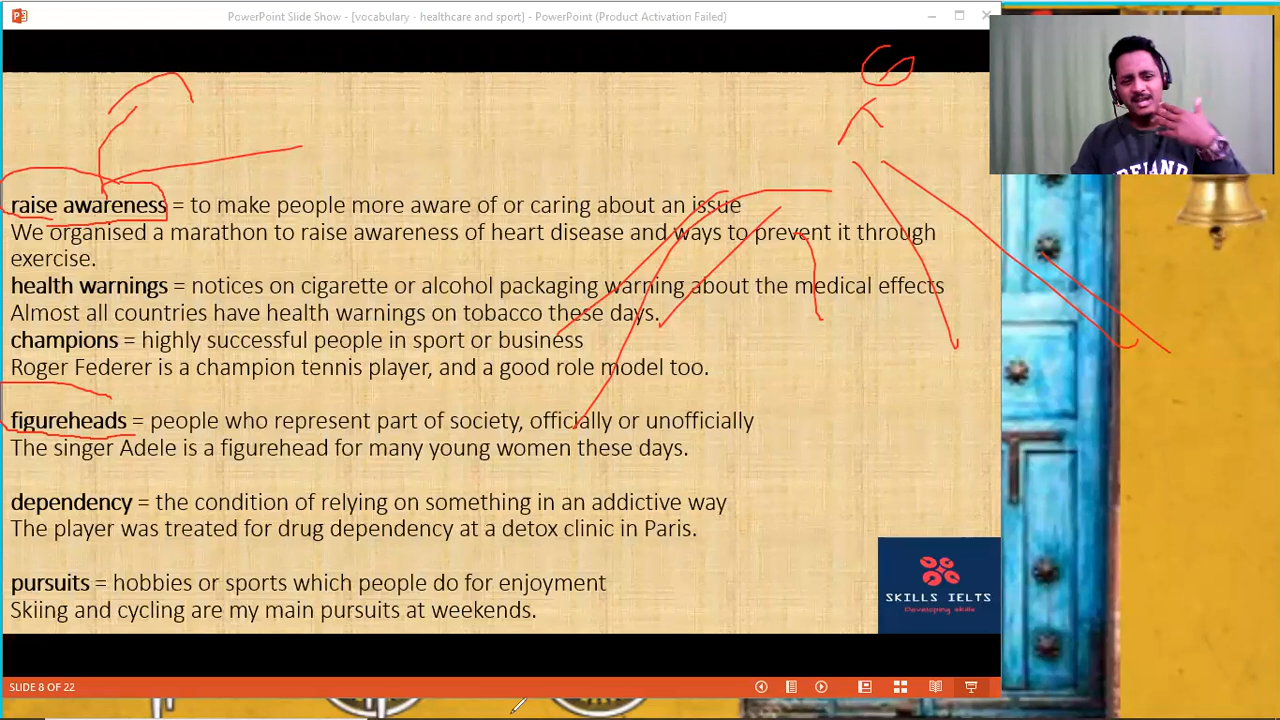 PowerPoint Slide Show - [vocabulary - healthcare and sport] - PowerPoint (Product Activation Failed)
raise awareness = to make people more aware of or caring about an issue
We organised a marathon to raise awareness of heart disease and ways to prevent it through
exercise.
health warnings = notices on cigarette or alcohol packaging warning about the medical effects
Almost all countries have health warnings on tobacco these days.
champions = highly successful people in sport or business
Roger Federer is a champion tennis player, and a good role model too.
figureheads = people who represent part of society, officially or unofficially
The singer Adele is a figurehead for many young women these days.
dependency = the condition of relying on something in an addictive way
The player was treated for drug dependency at a detox clinic in Paris.
pursuits = hobbies or sports which people do for enjoyment
Skiing and cycling are my main pursuits at weekends.
SKILLS IELTS
Developing skills
SLIDE 8 OF 22